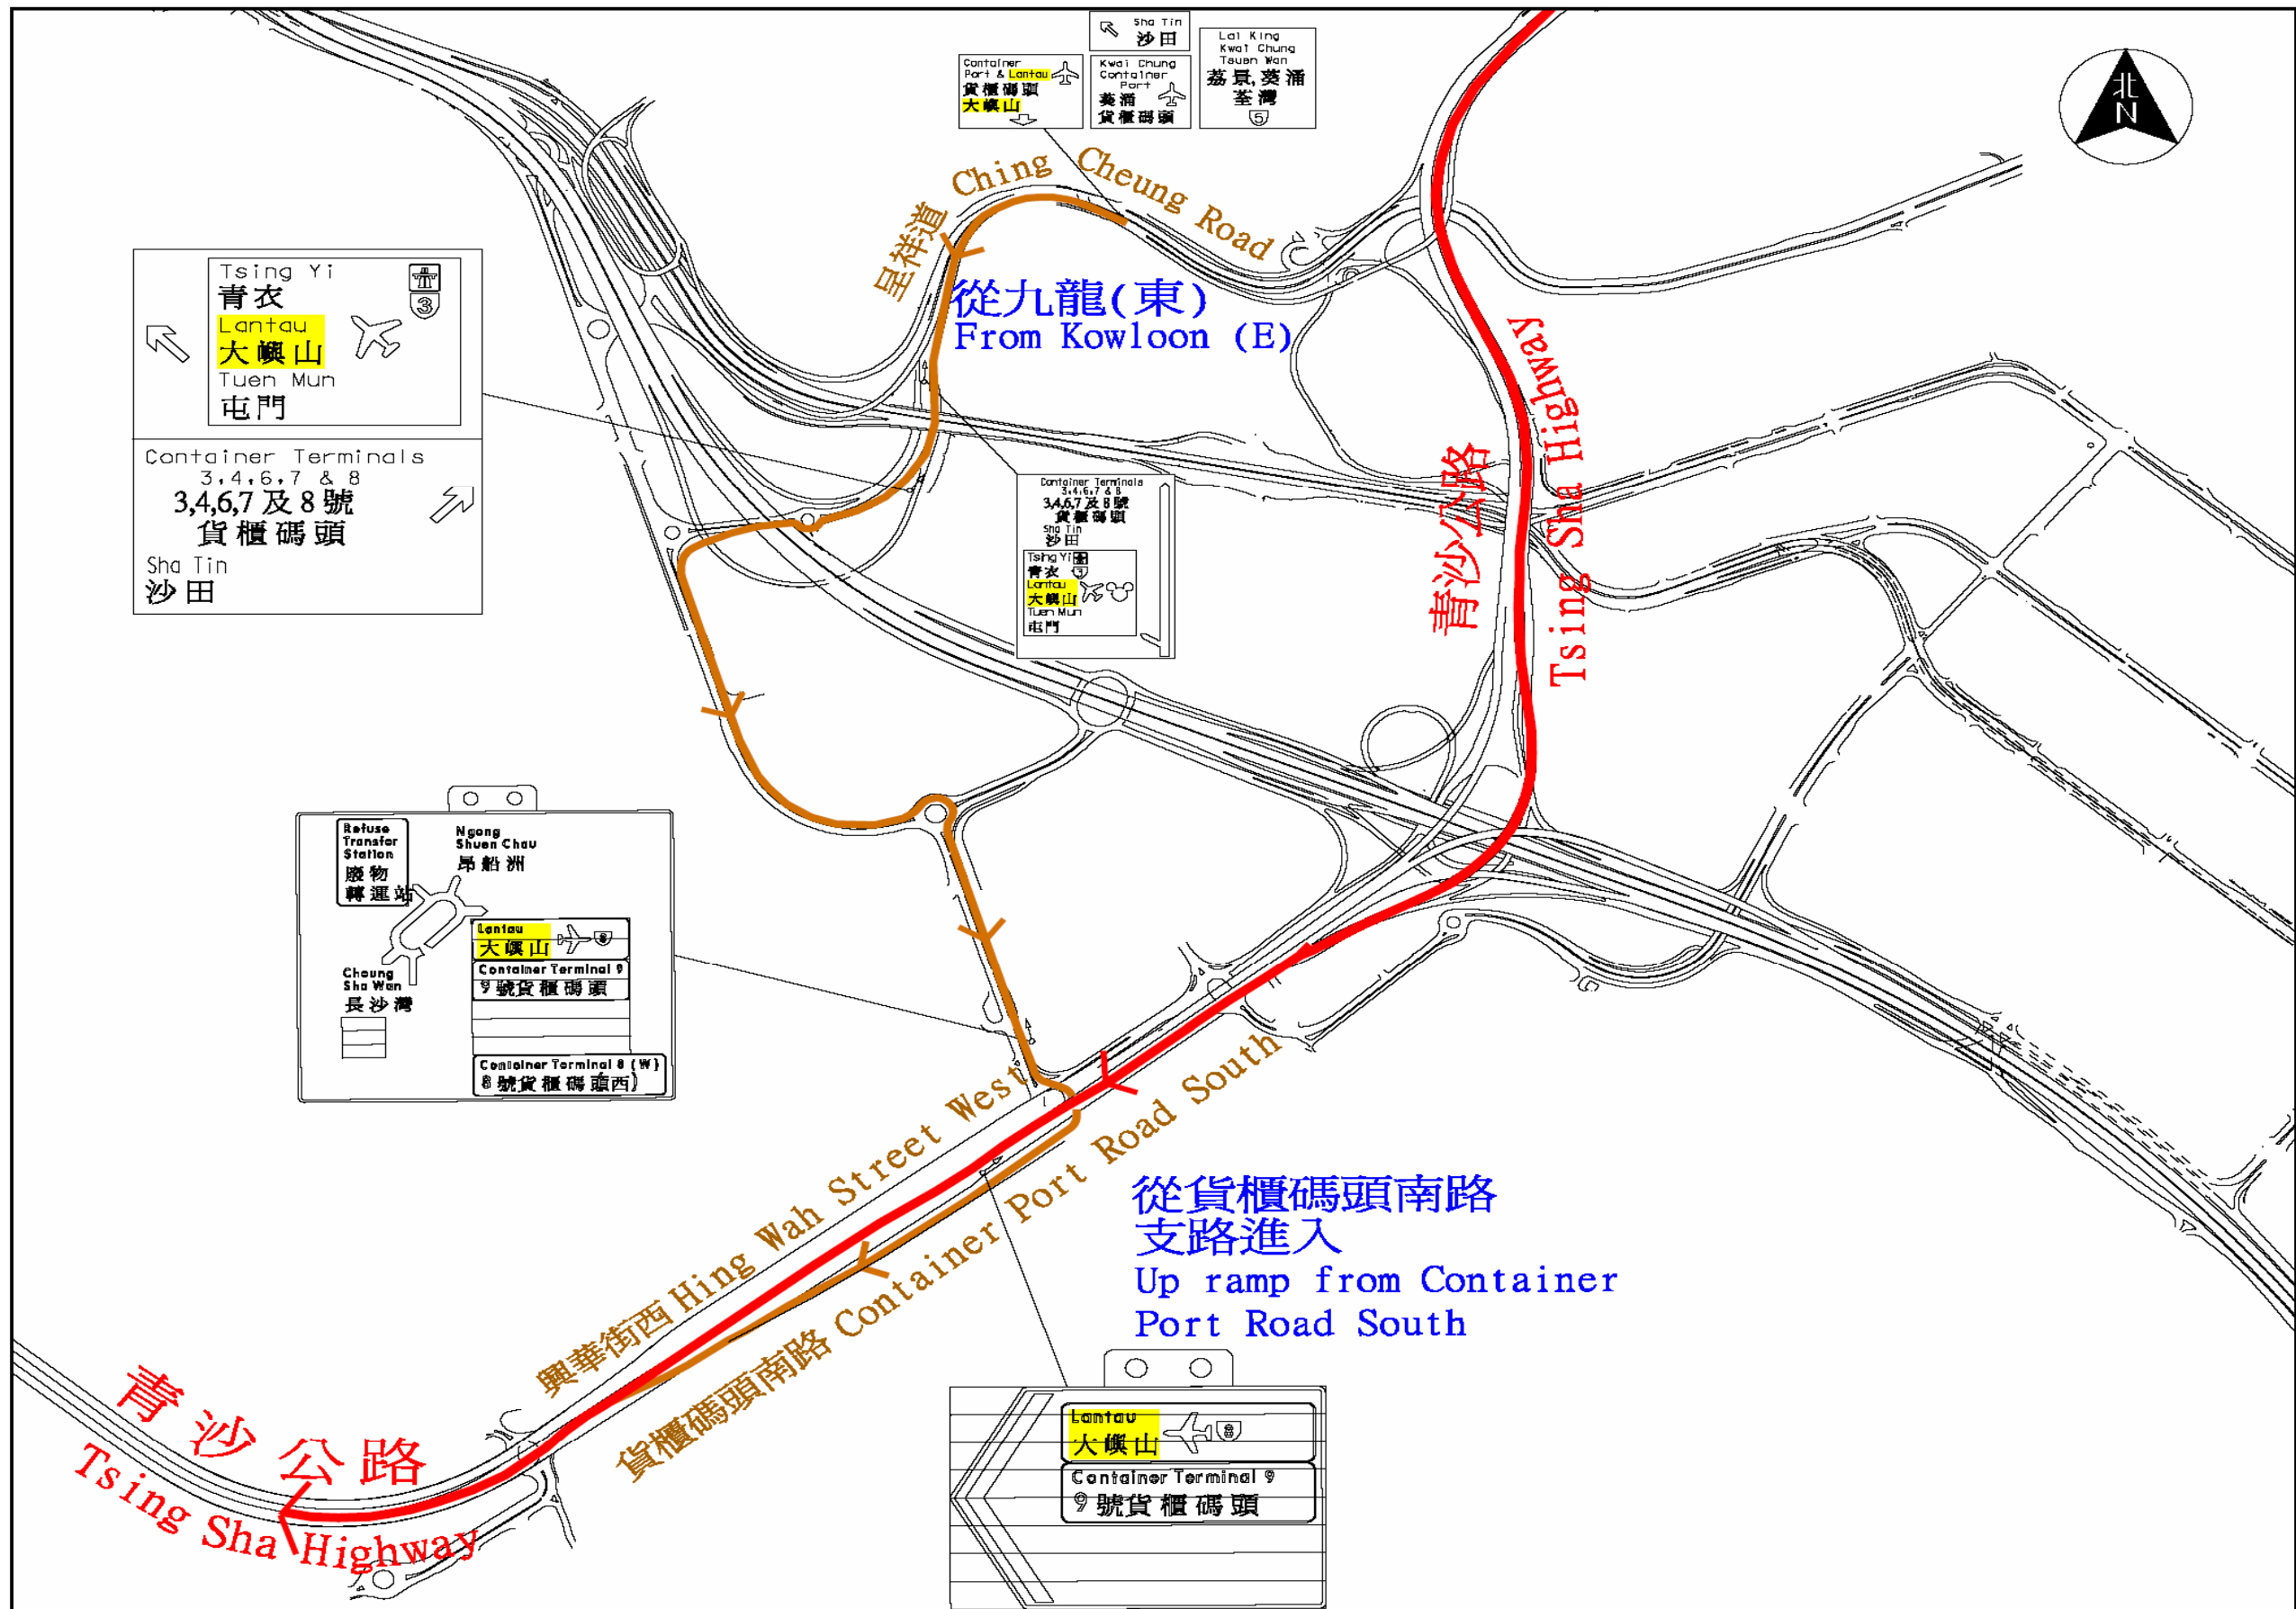 Sha Tin
沙田
Container
Port & Lantau
貨櫃碼頭
大嶼山
Kwai Chung
Container
Port
葵涌
貨櫃碼頭
Lai King
Kwai Chung
Tsuen Wan
荔景,葵涌
荃灣
5
北
N
呈祥道 Ching Cheung Road
從九龍(東)
From Kowloon (E)
Tsing Yi
青衣
3
Lantau
大嶼山
Tuen Mun
屯門
Container Terminals
3,4,6,7 & 8
3,4,6,7 及 8 號
貨櫃碼頭
Sha Tin
沙田
Container Terminals
3,4,6,7 & 8
3,4,6,7 及 8 號
貨櫃碼頭
Sha Tin
沙田
Tsing Yi
青衣 3
Lantau
大嶼山
Tuen Mun
屯門
青沙公路
Tsing Sha Highway
Refuse
Transfer
Station
廢物
轉運站
Ngong
Shuen Chau
昂船洲
Lantau
大嶼山 8
Container Terminal 9
9 號貨櫃碼頭
Cheung
Sha Wan
長沙灣
Container Terminal 8 (W)
8 號貨櫃碼頭西)
興華街西 Hing Wah Street West
貨櫃碼頭南路 Container Port Road South
從貨櫃碼頭南路
支路進入
Up ramp from Container
Port Road South
Lantau
大嶼山 8
Container Terminal 9
9 號貨櫃碼頭
青沙公路
Tsing Sha Highway